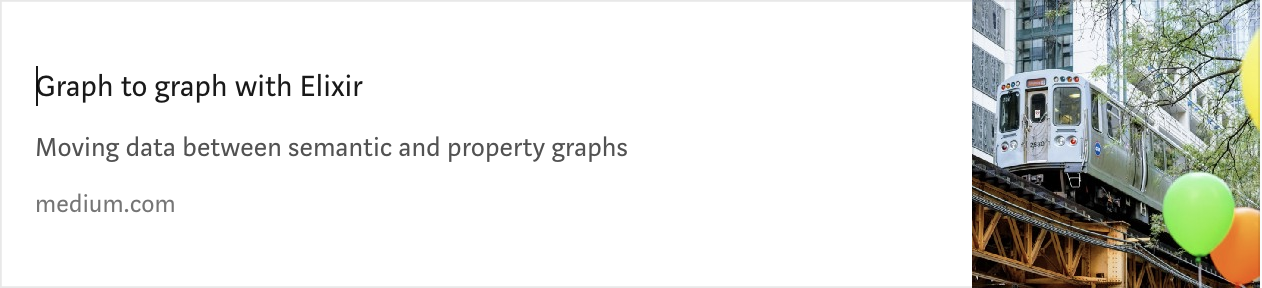 Graph to graph with Elixir
Moving data between semantic and property graphs
medium.com